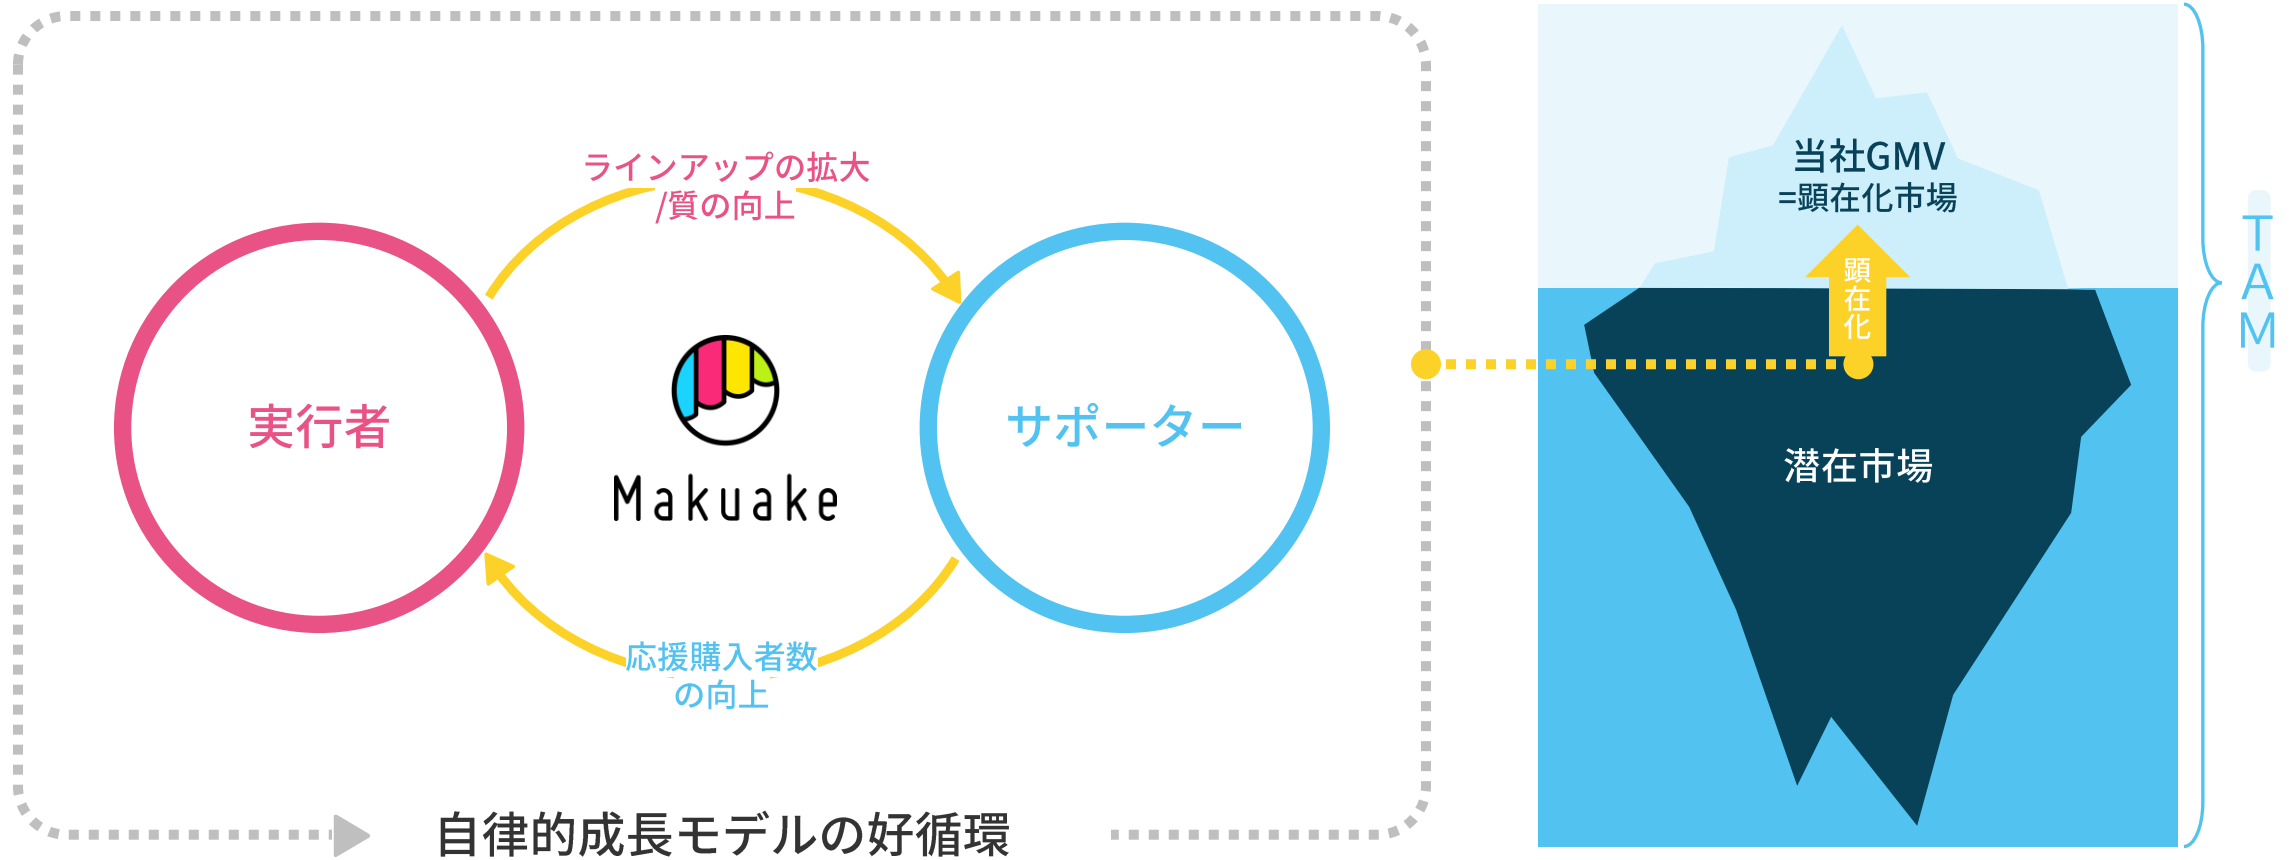 ラインアップの拡大
/質の向上
実行者
Makuake
サポーター
応援購入者数
の向上
自律的成長モデルの好循環
当社GMV
=顕在化市場
顕在化
潜在市場
TAM